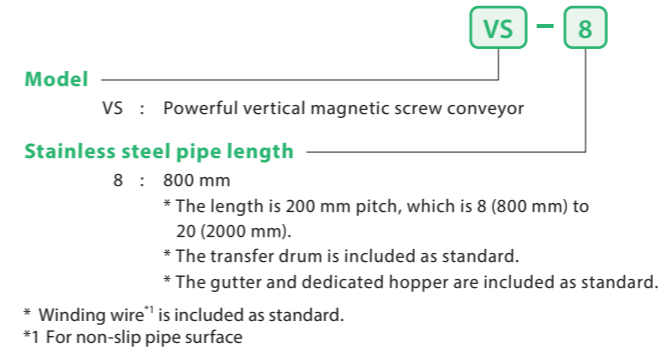 VS – 8
Model
VS : Powerful vertical magnetic screw conveyor
Stainless steel pipe length
8 : 800 mm
* The length is 200 mm pitch, which is 8 (800 mm) to
20 (2000 mm).
* The transfer drum is included as standard.
* The gutter and dedicated hopper are included as standard.
* Winding wire*1 is included as standard.
*1 For non-slip pipe surface